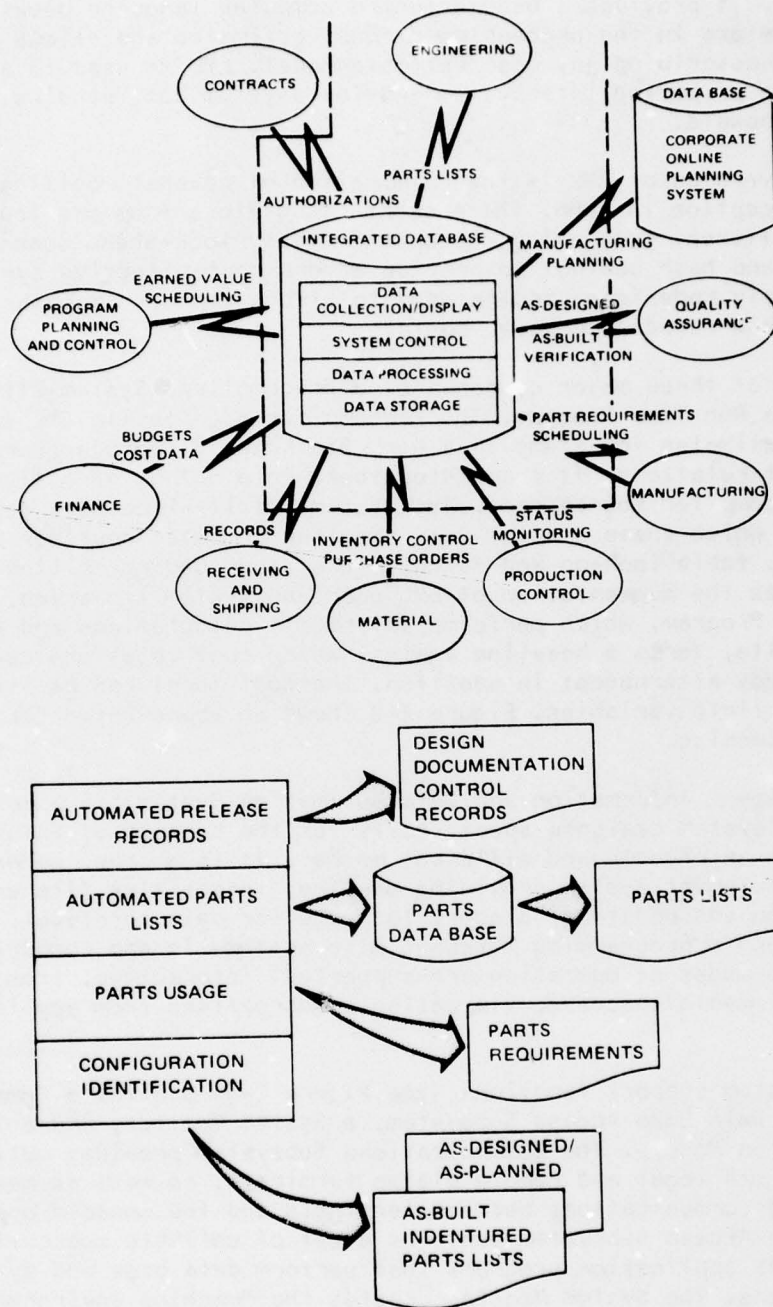 ENGINEERING
CONTRACTS
DATA BASE
CORPORATE
ONLINE
PLANNING
SYSTEM
PARTS LISTS
AUTHORIZATIONS
INTEGRATED DATABASE
MANUFACTURING
PLANNING
EARNED VALUE
SCHEDULING
DATA
COLLECTION/DISPLAY
SYSTEM CONTROL
DATA PROCESSING
DATA STORAGE
PROGRAM
PLANNING
AND CONTROL
AS-DESIGNED
AS-BUILT
VERIFICATION
QUALITY
ASSURANCE
PART REQUIREMENTS
SCHEDULING
BUDGETS
COST DATA
FINANCE
MANUFACTURING
RECORDS
RECEIVING
AND
SHIPPING
INVENTORY CONTROL
PURCHASE ORDERS
MATERIAL
STATUS
MONITORING
PRODUCTION
CONTROL
DESIGN
DOCUMENTATION
CONTROL
RECORDS
AUTOMATED RELEASE
RECORDS
AUTOMATED PARTS
LISTS
PARTS
DATA BASE
PARTS LISTS
PARTS USAGE
PARTS
REQUIREMENTS
CONFIGURATION
IDENTIFICATION
AS-DESIGNED/
AS-PLANNED
AS-BUILT
INDENTURED
PARTS LISTS